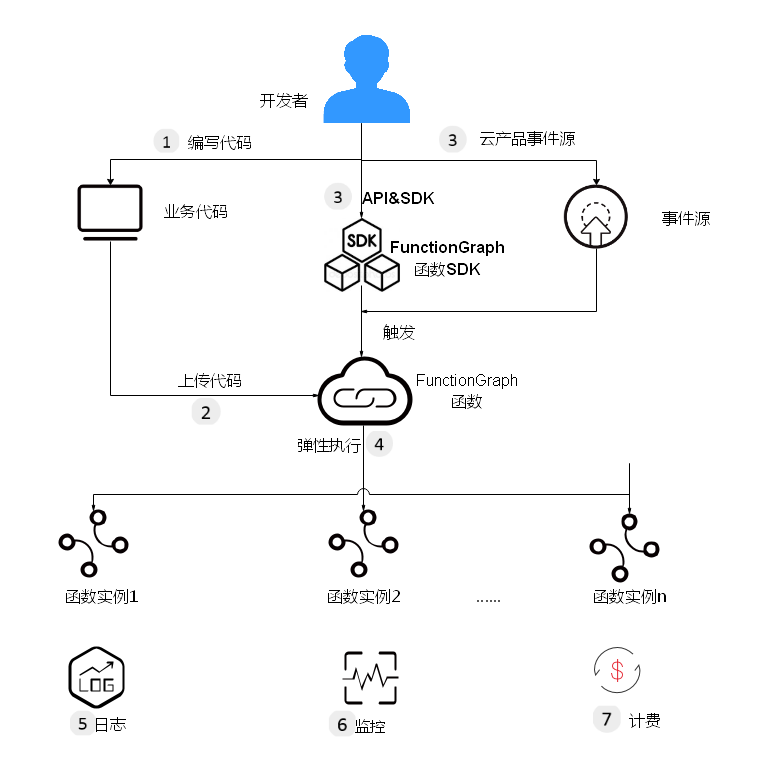 开发者
1 编写代码
3 云产品事件源
3 API&SDK
业务代码
事件源
SDK
FunctionGraph
函数SDK
触发
上传代码
2
FunctionGraph
函数
弹性执行 4
函数实例1
函数实例2
......
函数实例n
LOG
$
5 日志
6 监控
7 计费